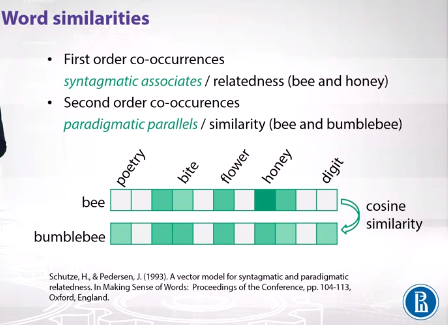 Word similarities
• First order co-occurrences
syntagmatic associates / relatedness (bee and honey)
• Second order co-occurences
paradigmatic parallels / similarity (bee and bumblebee)
poetry
bite
flower
honey
digit
bee
bumblebee
cosine
similarity
Schutze, H., & Pedersen, J. (1993). A vector model for syntagmatic and paradigmatic
relatedness. In Making Sense of Words: Proceedings of the Conference, pp. 104-113,
Oxford, England.